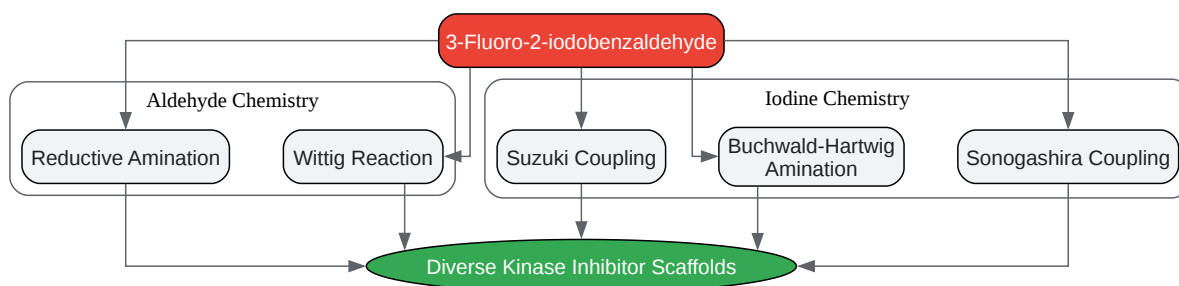 3-Fluoro-2-iodobenzaldehyde
Aldehyde Chemistry
Iodine Chemistry
Reductive Amination
Wittig Reaction
Suzuki Coupling
Buchwald-Hartwig
Amination
Sonogashira Coupling
Diverse Kinase Inhibitor Scaffolds